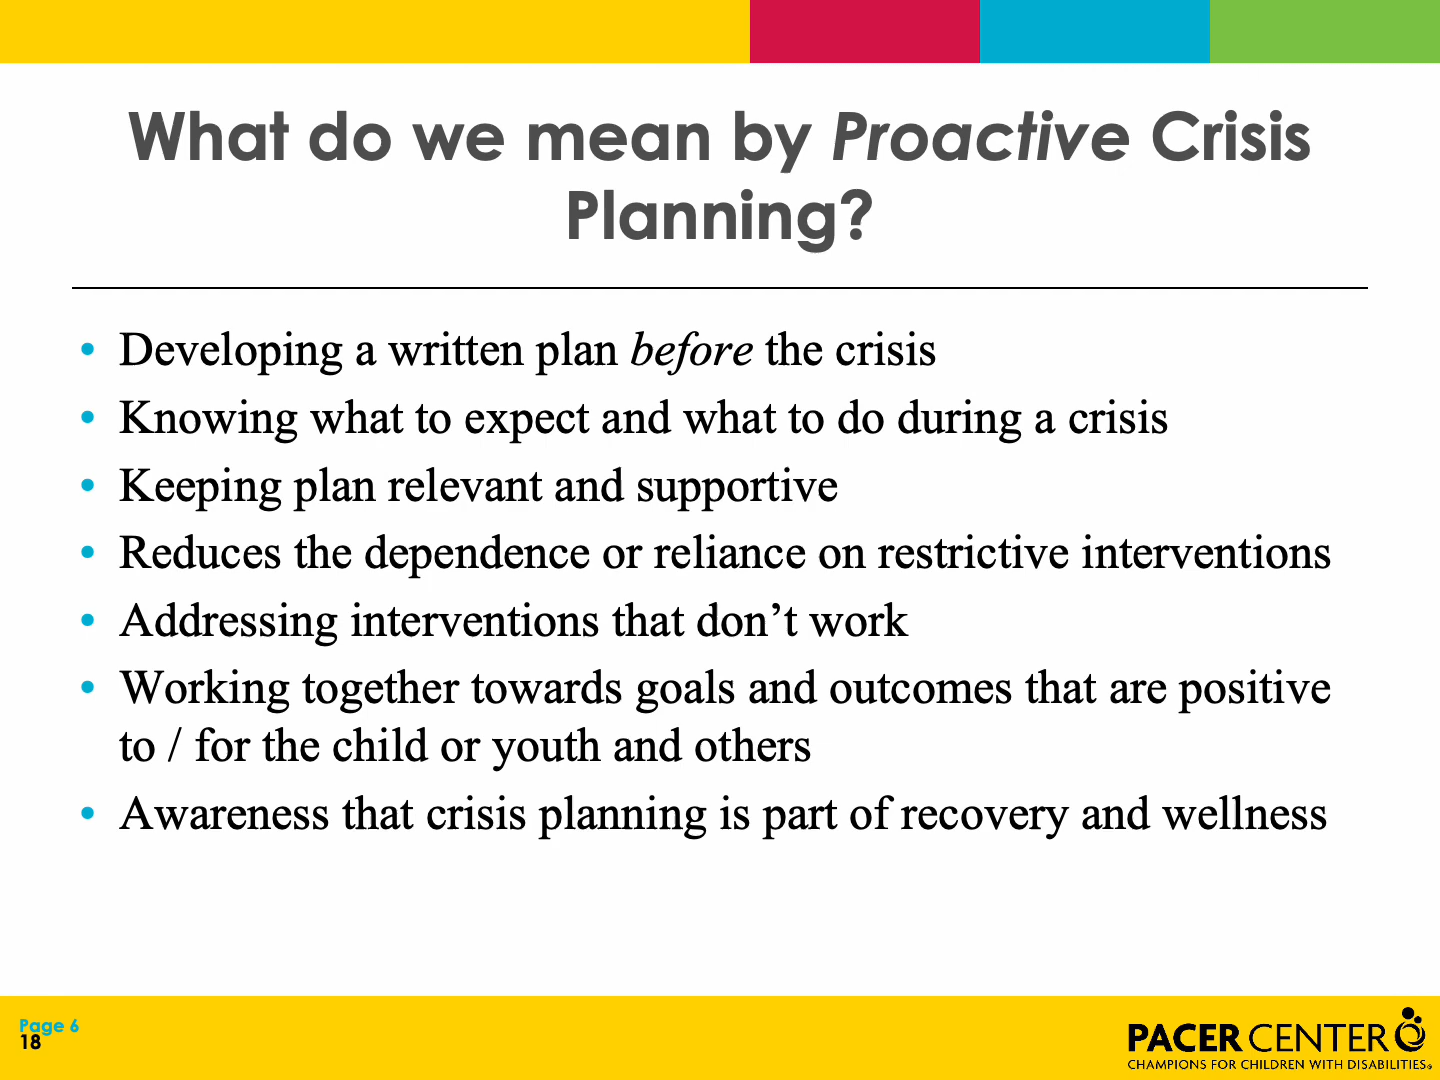 What do we mean by Proactive Crisis
Planning?
• Developing a written plan before the crisis
• Knowing what to expect and what to do during a crisis
• Keeping plan relevant and supportive
• Reduces the dependence or reliance on restrictive interventions
• Addressing interventions that don’t work
• Working together towards goals and outcomes that are positive
to / for the child or youth and others
• Awareness that crisis planning is part of recovery and wellness
Page 6
18
PACER CENTER
CHAMPIONS FOR CHILDREN WITH DISABILITIES®